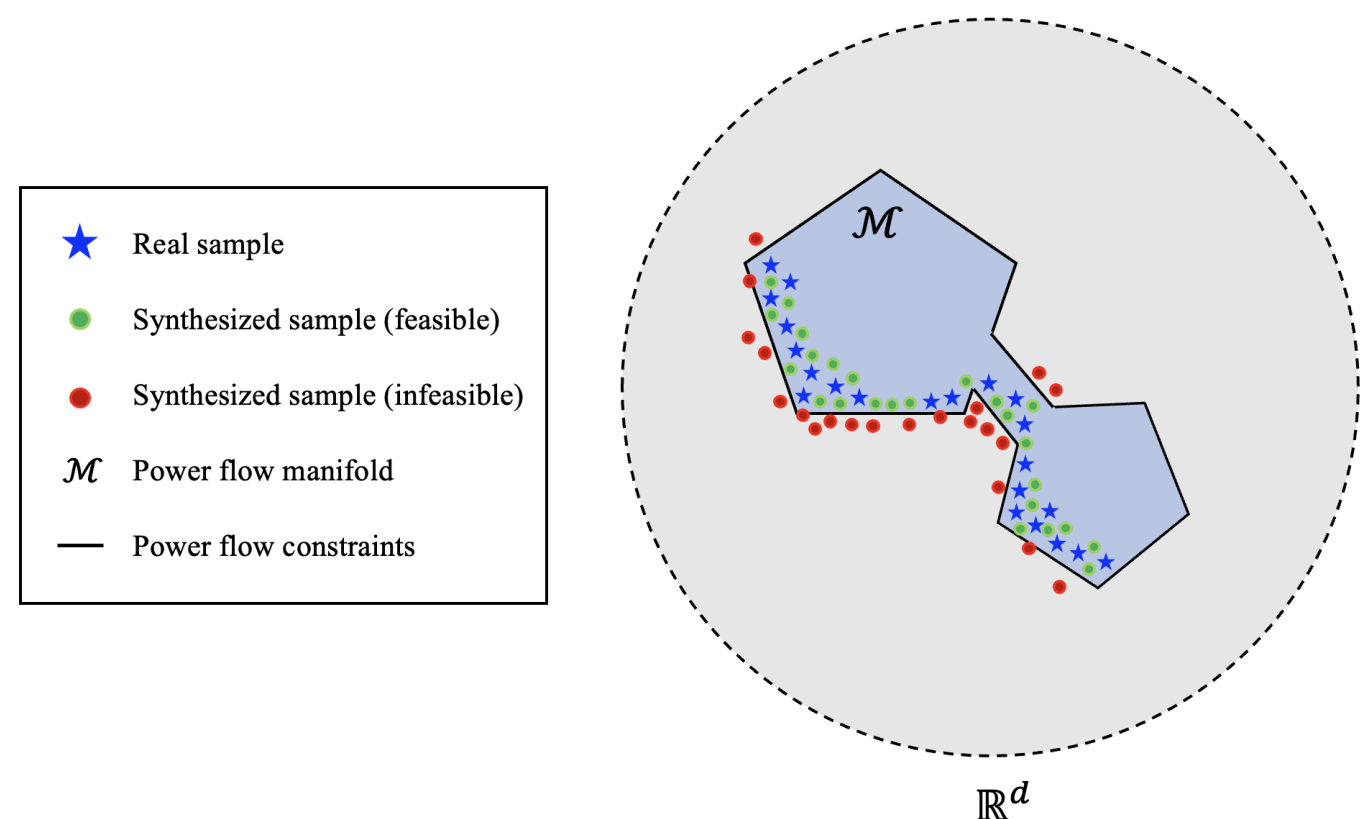 Real sample
Synthesized sample (feasible)
Synthesized sample (infeasible)
ℳ Power flow manifold
Power flow constraints
ℳ
ℝ^d